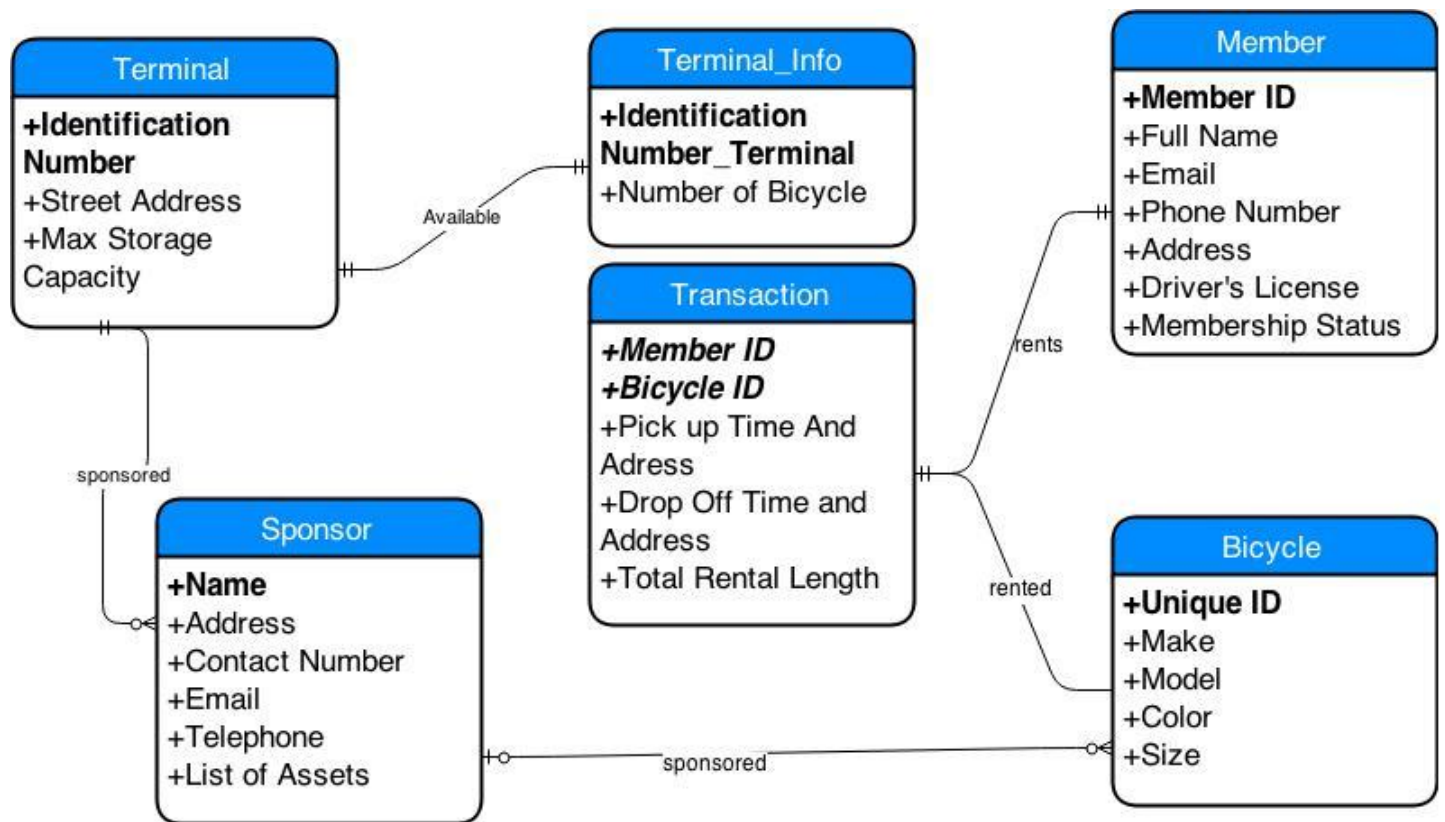 Terminal
+Identification
Number
+Street Address
+Max Storage
Capacity
Available
Terminal_Info
+Identification
Number_Terminal
+Number of Bicycle
Member
+Member ID
+Full Name
+Email
+Phone Number
+Address
+Driver's License
+Membership Status
Transaction
+Member ID
+Bicycle ID
+Pick up Time And
Adress
+Drop Off Time and
Address
+Total Rental Length
rents
rented
sponsored
Sponsor
+Name
+Address
+Contact Number
+Email
+Telephone
+List of Assets
sponsored
Bicycle
+Unique ID
+Make
+Model
+Color
+Size